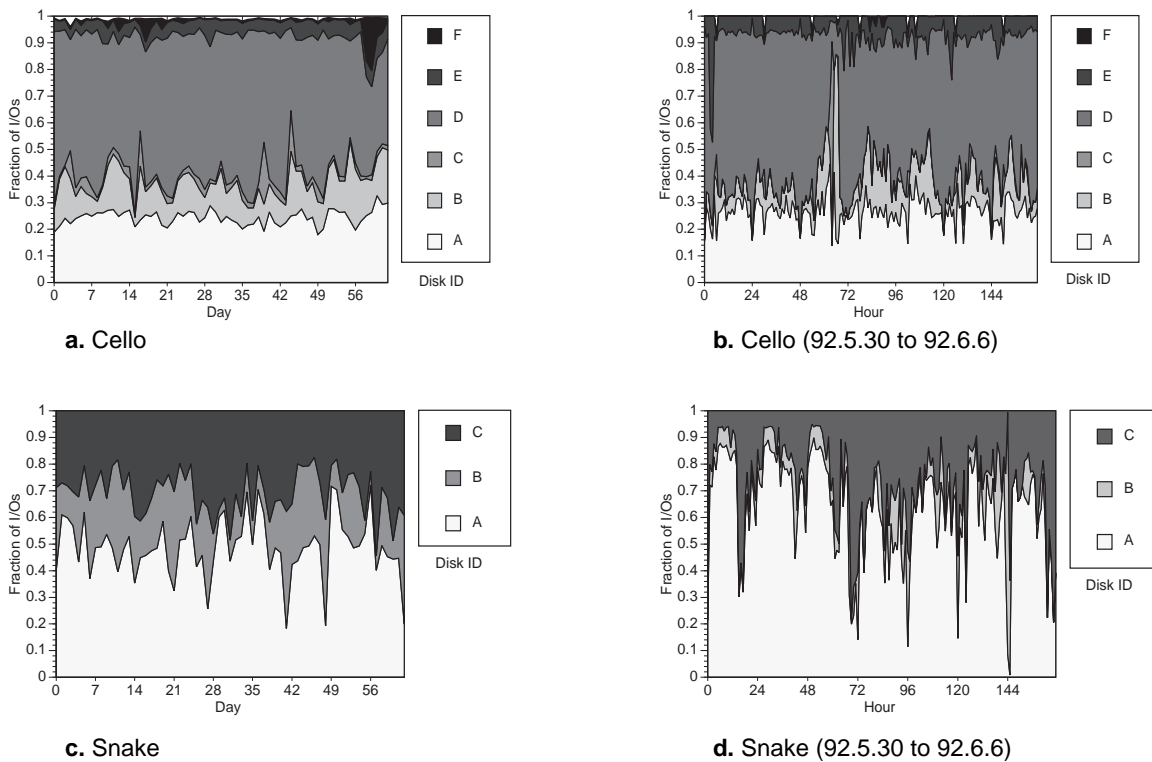 Fraction of I/Os
1
0.9
0.8
0.7
0.6
0.5
0.4
0.3
0.2
0.1
0
0 7 14 21 28 35 42 49 56
Day
F
E
D
C
B
A
Disk ID
a. Cello
Fraction of I/Os
1
0.9
0.8
0.7
0.6
0.5
0.4
0.3
0.2
0.1
0
0 24 48 72 96 120 144
Hour
F
E
D
C
B
A
Disk ID
b. Cello (92.5.30 to 92.6.6)
Fraction of I/Os
1
0.9
0.8
0.7
0.6
0.5
0.4
0.3
0.2
0.1
0
0 7 14 21 28 35 42 49 56
Day
C
B
A
Disk ID
c. Snake
Fraction of I/Os
1
0.9
0.8
0.7
0.6
0.5
0.4
0.3
0.2
0.1
0
0 24 48 72 96 120 144
Hour
C
B
A
Disk ID
d. Snake (92.5.30 to 92.6.6)